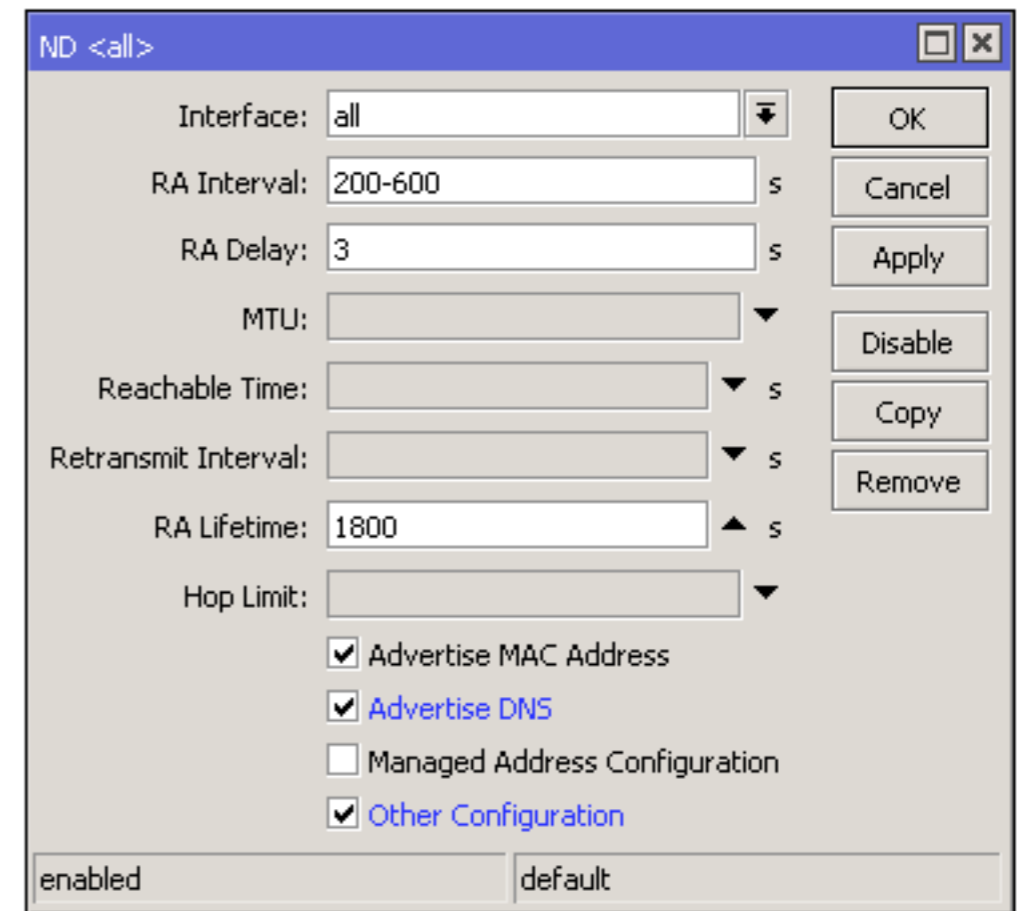 ND <all>
Interface: all
OK
RA Interval: 200-600 s
Cancel
RA Delay: 3 s
Apply
MTU:
Disable
Reachable Time: s
Copy
Retransmit Interval: s
Remove
RA Lifetime: 1800 s
Hop Limit:
Advertise MAC Address
Advertise DNS
Managed Address Configuration
Other Configuration
enabled default